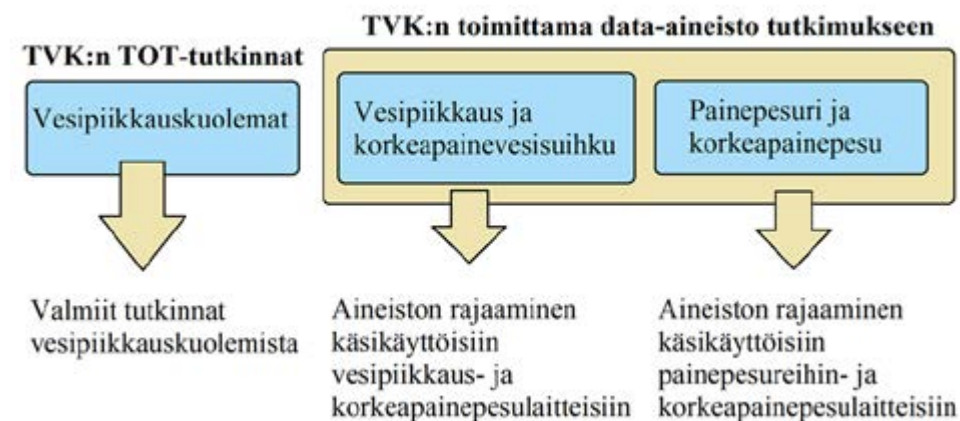 TVK:n toimittama data-aineisto tutkimukseen
TVK:n TOT-tutkinnat
Vesipiikkauskuolemat
Vesipiikkaus ja
korkeapainevesisuihku
Painepesuri ja
korkeapainepesu
Valmiit tutkinnat
vesipiikkauskuolemista
Aineiston rajaaminen
käsikäyttöisiin
vesipiikkaus- ja
korkeapainepesulaitteisiin
Aineiston rajaaminen
käsikäyttöisiin
painepesureihin- ja
korkeapainepesulaitteisiin